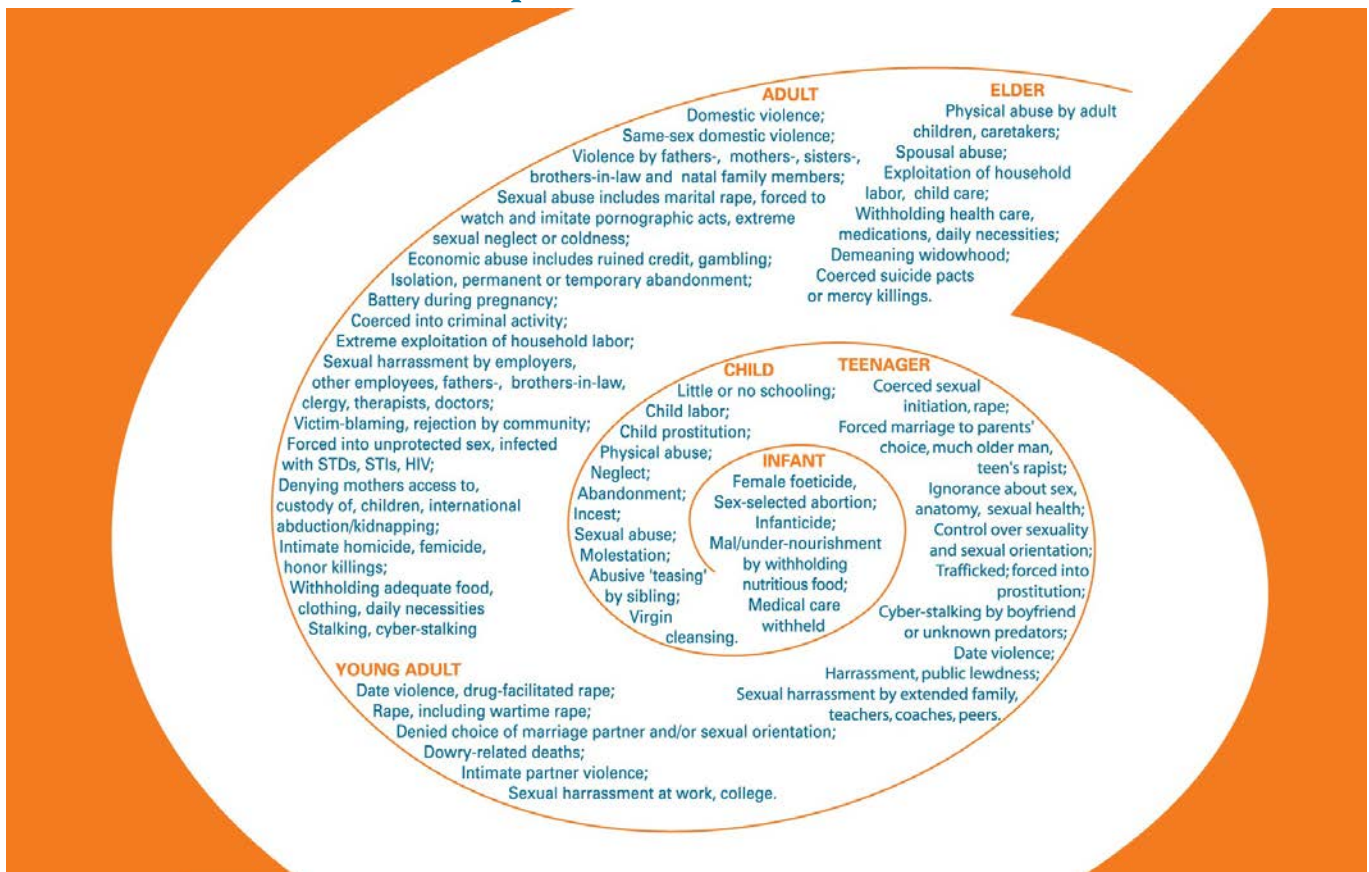 ADULT
Domestic violence;
Same-sex domestic violence;
Violence by fathers-, mothers-, sisters-,
brothers-in-law and natal family members;
Sexual abuse includes marital rape, forced to
watch and imitate pornographic acts, extreme
sexual neglect or coldness;
Economic abuse includes ruined credit, gambling;
Isolation, permanent or temporary abandonment;
Battery during pregnancy;
Coerced into criminal activity;
Extreme exploitation of household labor;
Sexual harrassment by employers,
other employees, fathers-, brothers-in-law,
clergy, therapists, doctors;
Victim-blaming, rejection by community;
Forced into unprotected sex, infected
with STDs, STIs, HIV;
Denying mothers access to,
custody of, children, international
abduction/kidnapping;
Intimate homicide, femicide,
honor killings;
Withholding adequate food,
clothing, daily necessities
Stalking, cyber-stalking
ELDER
Physical abuse by adult
children, caretakers;
Spousal abuse;
Exploitation of household
labor, child care;
Withholding health care,
medications, daily necessities;
Demeaning widowhood;
Coerced suicide pacts
or mercy killings.
CHILD
Little or no schooling;
Child labor;
Child prostitution;
Physical abuse;
Neglect;
Abandonment;
Incest;
Sexual abuse;
Molestation;
Abusive 'teasing'
by sibling;
Virgin
cleansing.
INFANT
Female foeticide,
Sex-selected abortion;
Infanticide;
Mal/under-nourishment
by withholding
nutritious food;
Medical care
withheld
TEENAGER
Coerced sexual
initiation, rape;
Forced marriage to parents'
choice, much older man,
teen's rapist;
Ignorance about sex,
anatomy, sexual health;
Control over sexuality
and sexual orientation;
Trafficked; forced into
prostitution;
Cyber-stalking by boyfriend
or unknown predators;
Date violence;
Harrassment, public lewdness;
Sexual harrassment by extended family,
teachers, coaches, peers.
YOUNG ADULT
Date violence, drug-facilitated rape;
Rape, including wartime rape;
Denied choice of marriage partner and/or sexual orientation;
Dowry-related deaths;
Intimate partner violence;
Sexual harrassment at work, college.